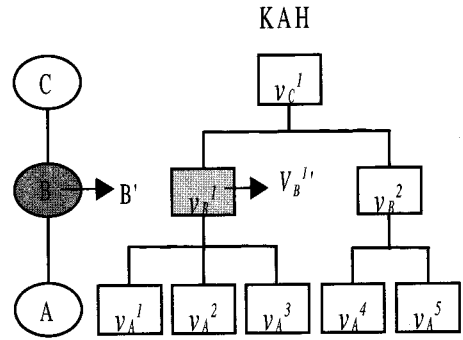 KAH
C v_C^1
B B' v_B^1 V_B^1' v_B^2
A v_A^1 v_A^2 v_A^3 v_A^4 v_A^5